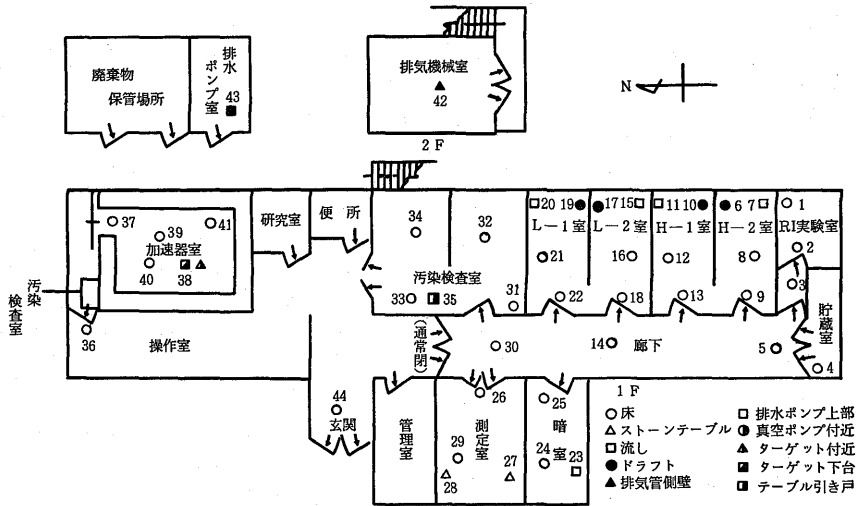 廃棄物
保管場所
排水
ポンプ室
43
排気機械室
42
2F
N
37
39
41
加速器室
40
38
汚染
検査室
36
操作室
研究室
便所
34
32
汚染検査室
33
35
31
20 19
L-1室
21
22
17 15
L-2室
16
18
11 10
H-1室
12
13
6 7
H-2室
8
9
1
RI実験室
2
3
貯蔵室
4
(通常閉)
30
14
廊下
5
44
玄関
管理室
26
測定室
29
28
27
25
暗室
24
23
1F
○床
△ストーンテーブル
□流し
●ドラフト
▲排気管側壁
□排水ポンプ上部
◑真空ポンプ付近
◮ターゲット付近
◪ターゲット下台
◨テーブル引き戸